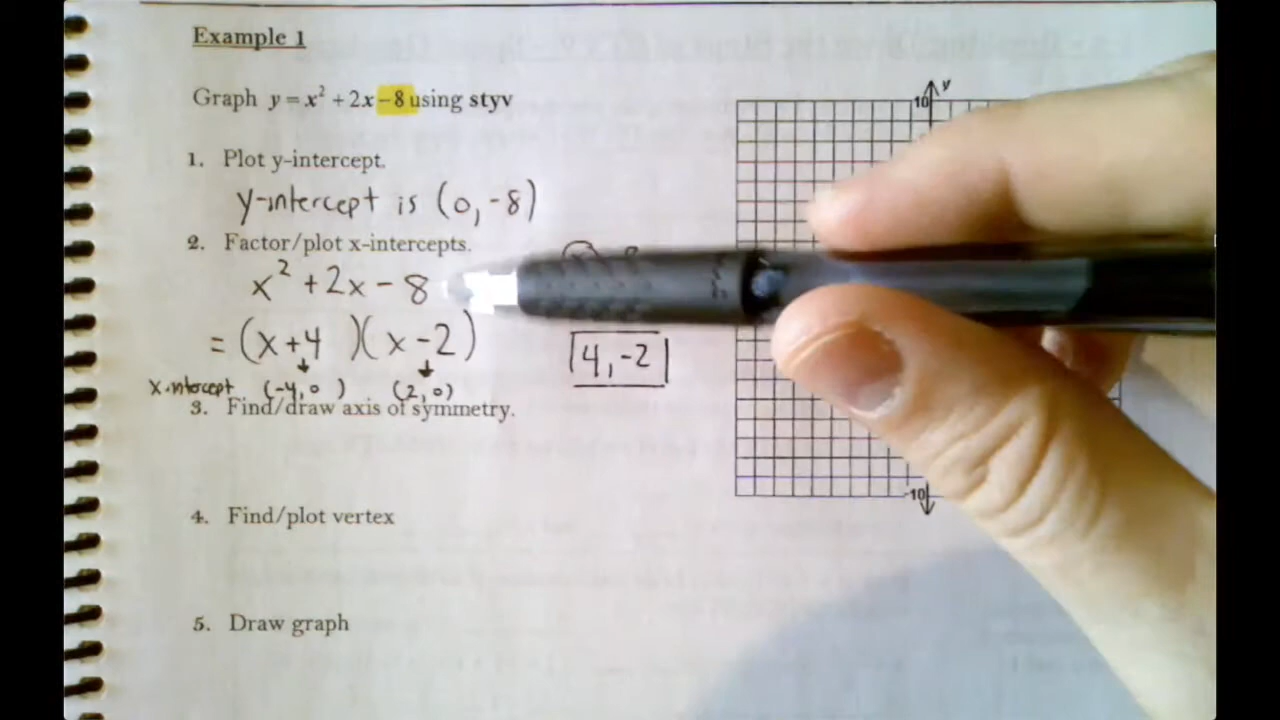 Example 1
Graph y = x² + 2x - 8 using styv
1. Plot y-intercept.
y-intercept is (0, -8)
2. Factor/plot x-intercepts.
x² + 2x - 8
= (x+4 )(x-2)
4, -2
x-intercept (-4, 0 ) (2, 0)
3. Find/draw axis of symmetry.
4. Find/plot vertex
5. Draw graph
y
10
-10